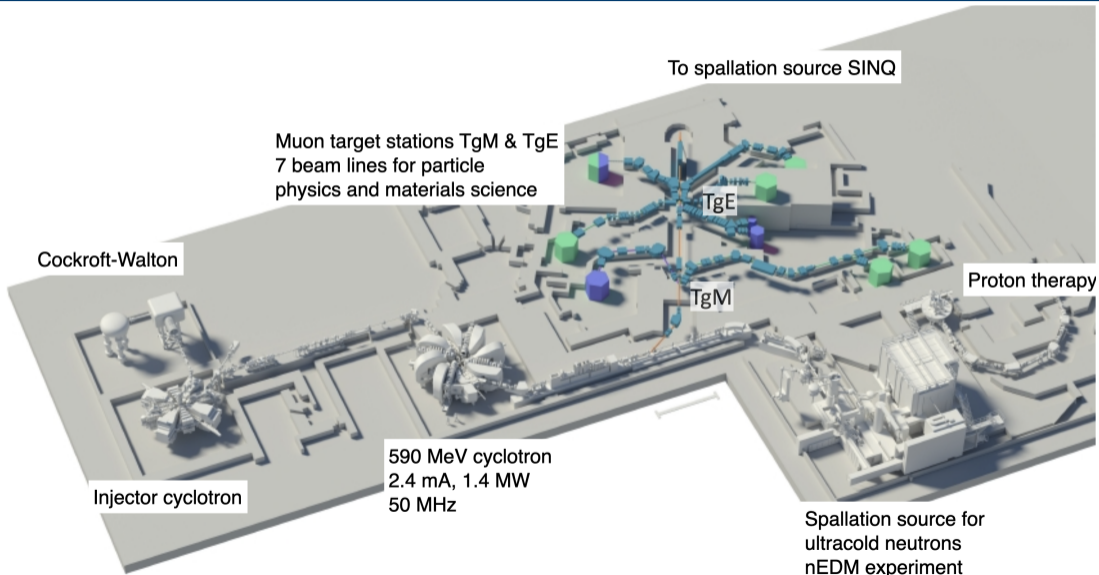 To spallation source SINQ
Muon target stations TgM & TgE
7 beam lines for particle
physics and materials science
TgE
Cockroft-Walton
Proton therapy
TgM
590 MeV cyclotron
2.4 mA, 1.4 MW
50 MHz
Injector cyclotron
Spallation source for
ultracold neutrons
nEDM experiment